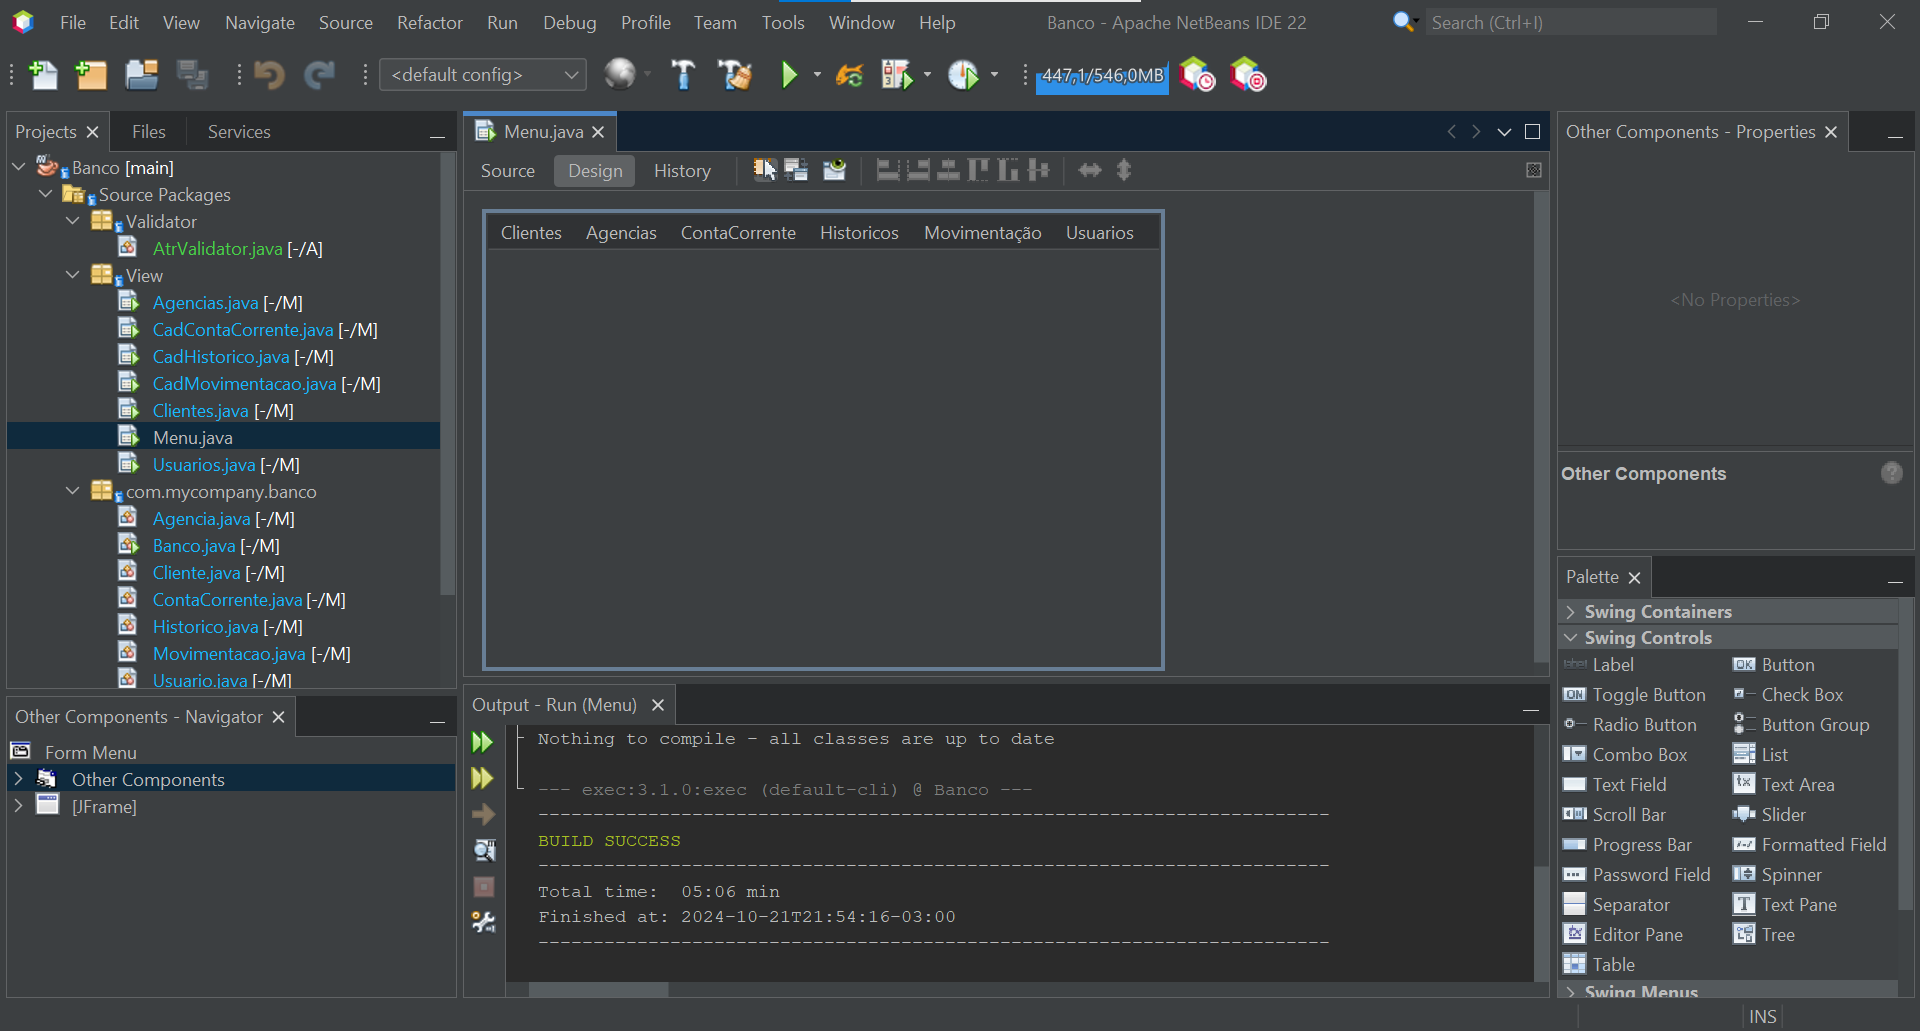 File Edit View Navigate Source Refactor Run Debug Profile Team Tools Window Help
Banco - Apache NetBeans IDE 22
Search (Ctrl+I)
<default config>
447,1/546,0MB
Projects
Files
Services
Banco [main]
Source Packages
Validator
AtrValidator.java [-/A]
View
Agencias.java [-/M]
CadContaCorrente.java [-/M]
CadHistorico.java [-/M]
CadMovimentacao.java [-/M]
Clientes.java [-/M]
Menu.java
Usuarios.java [-/M]
com.mycompany.banco
Agencia.java [-/M]
Banco.java [-/M]
Cliente.java [-/M]
ContaCorrente.java [-/M]
Historico.java [-/M]
Movimentacao.java [-/M]
Usuario.java [-/M]
Other Components - Navigator
Form Menu
Other Components
[JFrame]
Menu.java
Source Design History
Clientes Agencias ContaCorrente Historicos Movimentação Usuarios
Output - Run (Menu)
Nothing to compile - all classes are up to date
--- exec:3.1.0:exec (default-cli) @ Banco ---
------------------------------------------------------------------------
BUILD SUCCESS
------------------------------------------------------------------------
Total time:  05:06 min
Finished at: 2024-10-21T21:54:16-03:00
------------------------------------------------------------------------
Other Components - Properties
<No Properties>
Other Components
Palette
Swing Containers
Swing Controls
Label Button
Toggle Button Check Box
Radio Button Button Group
Combo Box List
Text Field Text Area
Scroll Bar Slider
Progress Bar Formatted Field
Password Field Spinner
Separator Text Pane
Editor Pane Tree
Table
Swing Menus
INS